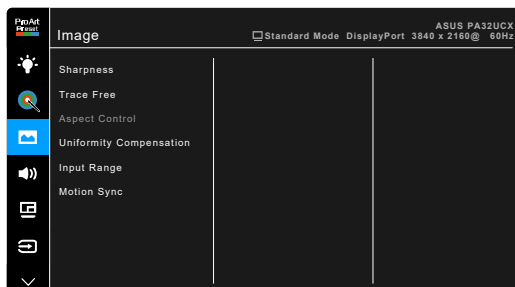 ProArt
Preset
Image
ASUS PA32UCX
Standard Mode DisplayPort 3840 x 2160@ 60Hz
Sharpness
Trace Free
Aspect Control
Uniformity Compensation
Input Range
Motion Sync